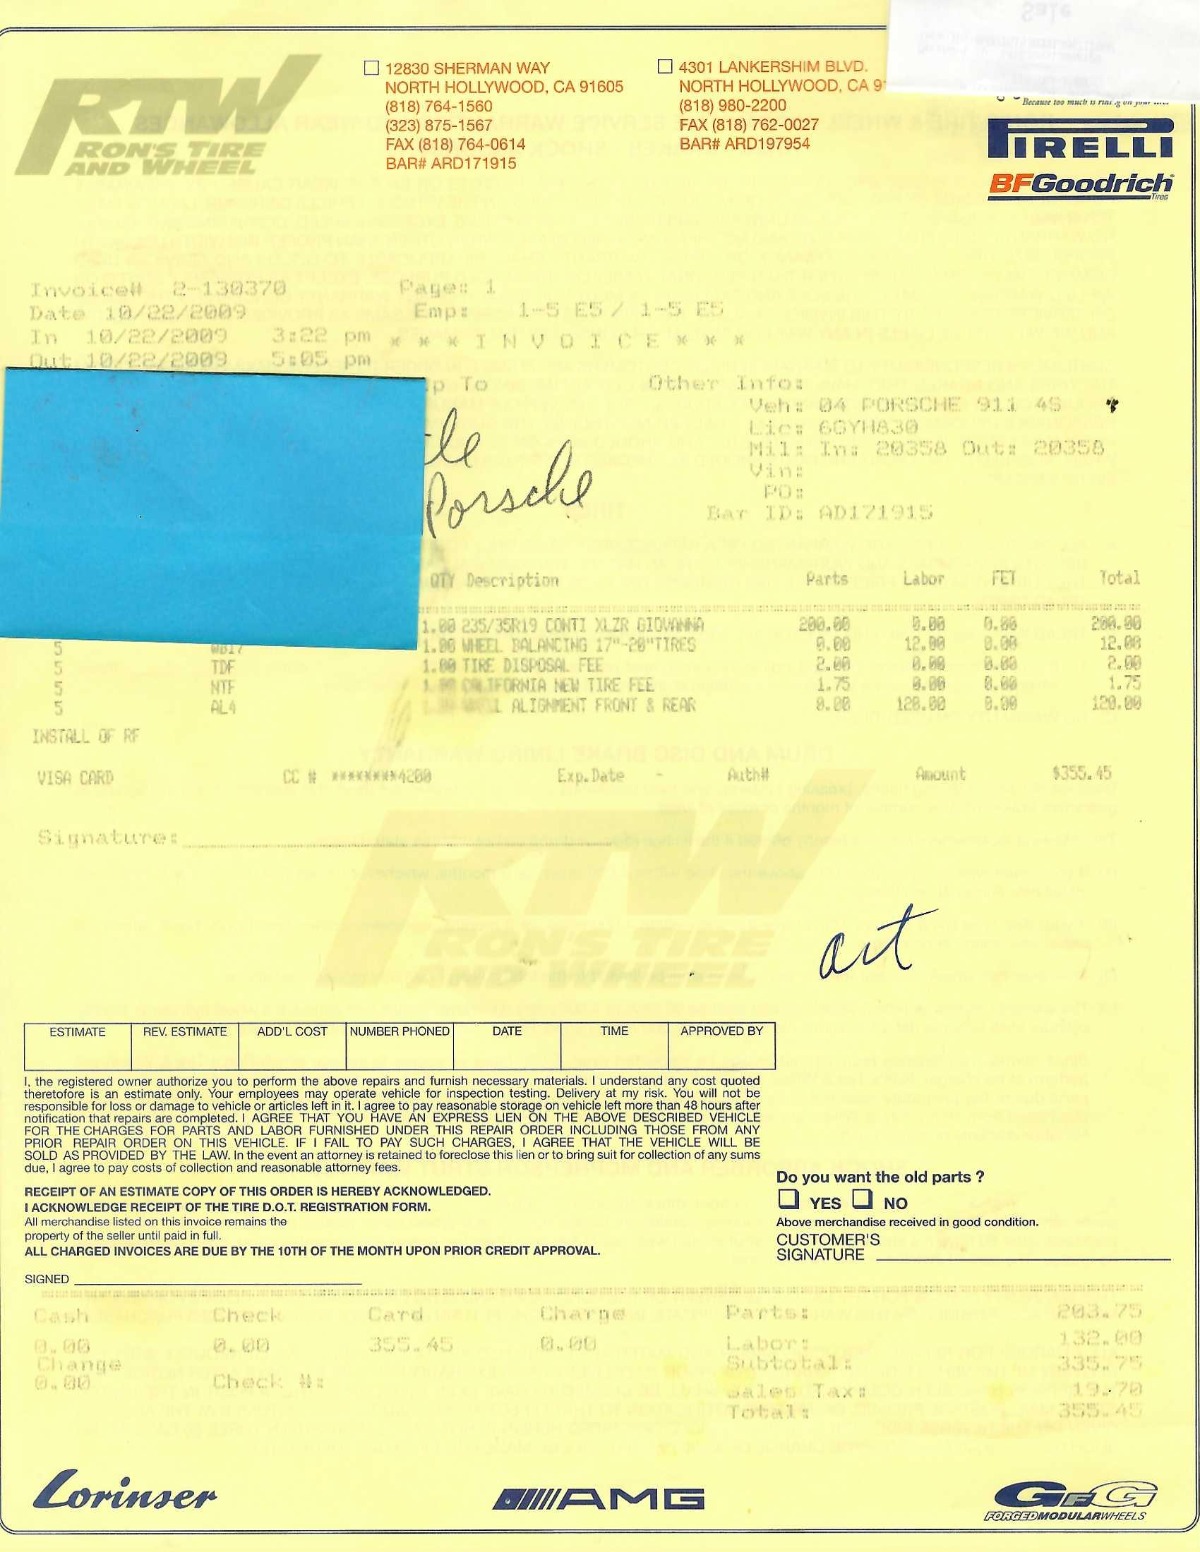 Sale
RTW
RON'S TIRE
AND WHEEL
12830 SHERMAN WAY
NORTH HOLLYWOOD, CA 91605
(818) 764-1560
(323) 875-1567
FAX (818) 764-0614
BAR# ARD171915
4301 LANKERSHIM BLVD.
NORTH HOLLYWOOD, CA 9
(818) 980-2200
FAX (818) 762-0027
BAR# ARD197954
Because too much is riding on your tires.
PIRELLI
BFGoodrich
Tires
Invoice# 2-130370 Page: 1
Date 10/22/2009 Emp: 1-5 E5 / 1-5 E5
In 10/22/2009 3:22 pm * * * I N V O I C E * * *
Out 10/22/2009 5:05 pm
p To Other Info:
Veh: 04 PORSCHE 911 4S
Lic: 6GYH830
Mil: In: 20358 Out: 20358
Vin:
PO:
Bar ID: AD171915
Porsche
QTY Description Parts Labor FET Total
1.00 235/35R19 CONTI XLZR GIOVANNA 200.00 0.00 0.00 200.00
5 WB17 1.00 WHEEL BALANCING 17"-20"TIRES 0.00 12.00 0.00 12.00
5 TDF 1.00 TIRE DISPOSAL FEE 2.00 0.00 0.00 2.00
5 NTF 1.00 CALIFORNIA NEW TIRE FEE 1.75 0.00 0.00 1.75
5 AL4 ALIGNMENT FRONT & REAR 0.00 120.00 0.00 120.00
INSTALL OF RF
VISA CARD CC # ********4200 Exp.Date - Auth# Amount $355.45
Signature:
RTW
RON'S TIRE
AND WHEEL
art
ESTIMATE REV. ESTIMATE ADD'L COST NUMBER PHONED DATE TIME APPROVED BY
I, the registered owner authorize you to perform the above repairs and furnish necessary materials. I understand any cost quoted
theretofore is an estimate only. Your employees may operate vehicle for inspection testing. Delivery at my risk. You will not be
responsible for loss or damage to vehicle or articles left in it. I agree to pay reasonable storage on vehicle left more than 48 hours after
notification that repairs are completed. I AGREE THAT YOU HAVE AN EXPRESS LIEN ON THE ABOVE DESCRIBED VEHICLE
FOR THE CHARGES FOR PARTS AND LABOR FURNISHED UNDER THIS REPAIR ORDER INCLUDING THOSE FROM ANY
PRIOR REPAIR ORDER ON THIS VEHICLE. IF I FAIL TO PAY SUCH CHARGES, I AGREE THAT THE VEHICLE WILL BE
SOLD AS PROVIDED BY THE LAW. In the event an attorney is retained to foreclose this lien or to bring suit for collection of any sums
due, I agree to pay costs of collection and reasonable attorney fees.
RECEIPT OF AN ESTIMATE COPY OF THIS ORDER IS HEREBY ACKNOWLEDGED.
I ACKNOWLEDGE RECEIPT OF THE TIRE D.O.T. REGISTRATION FORM.
All merchandise listed on this invoice remains the
property of the seller until paid in full.
ALL CHARGED INVOICES ARE DUE BY THE 10TH OF THE MONTH UPON PRIOR CREDIT APPROVAL.
SIGNED
Do you want the old parts ?
YES NO
Above merchandise received in good condition.
CUSTOMER'S
SIGNATURE
Cash Check Card Charge Parts: 203.75
0.00 0.00 355.45 0.00 Labor: 132.00
Change Subtotal: 335.75
0.00 Check #: Sales Tax: 19.70
Total: 355.45
Lorinser
AMG
GFG
FORGEDMODULARWHEELS